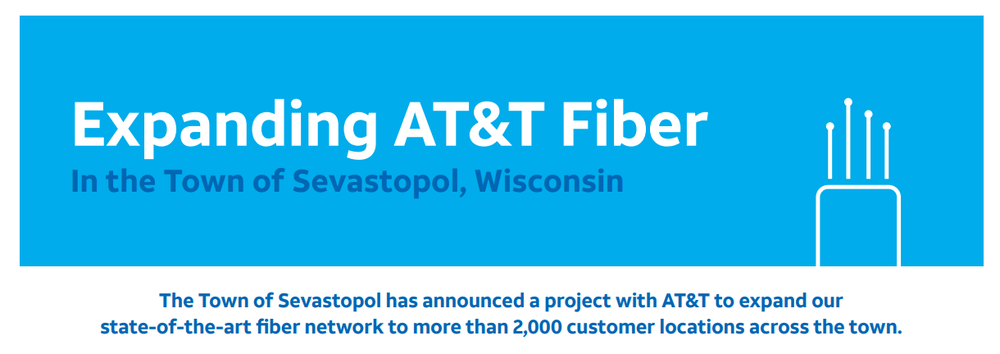 Expanding AT&T Fiber
In the Town of Sevastopol, Wisconsin
The Town of Sevastopol has announced a project with AT&T to expand our
state-of-the-art fiber network to more than 2,000 customer locations across the town.